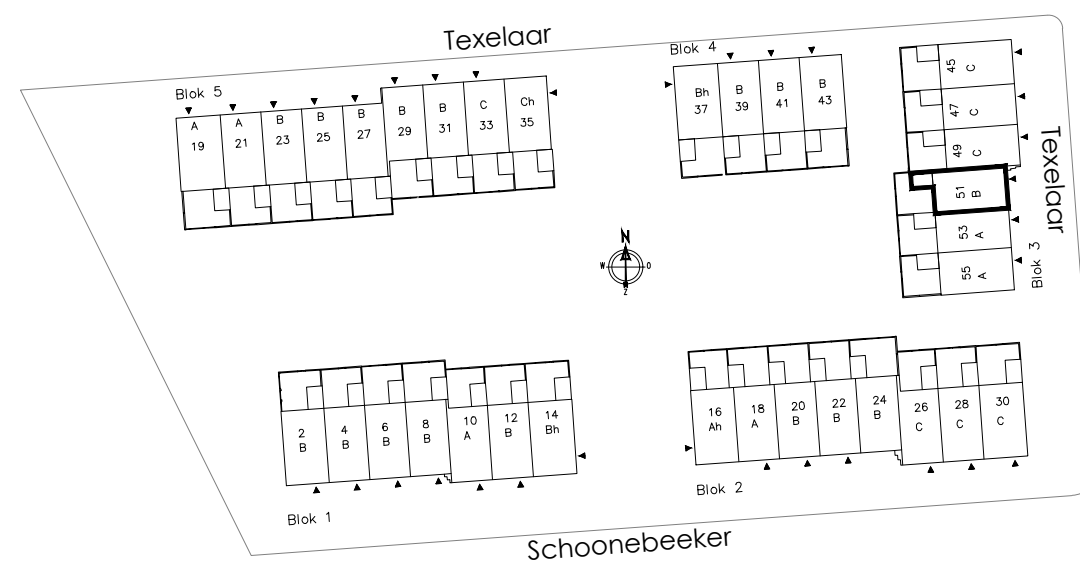 Texelaar
Blok 5
A
19
A
21
B
23
B
25
B
27
B
29
B
31
C
33
Ch
35
Blok 4
Bh
37
B
39
B
41
B
43
45
C
47
C
49
C
51
B
53
A
55
A
Blok 3
Texelaar
N
W
O
Z
2
B
4
B
6
B
8
B
10
A
12
B
14
Bh
Blok 1
16
Ah
18
A
20
B
22
B
24
B
26
C
28
C
30
C
Blok 2
Schoonebeeker